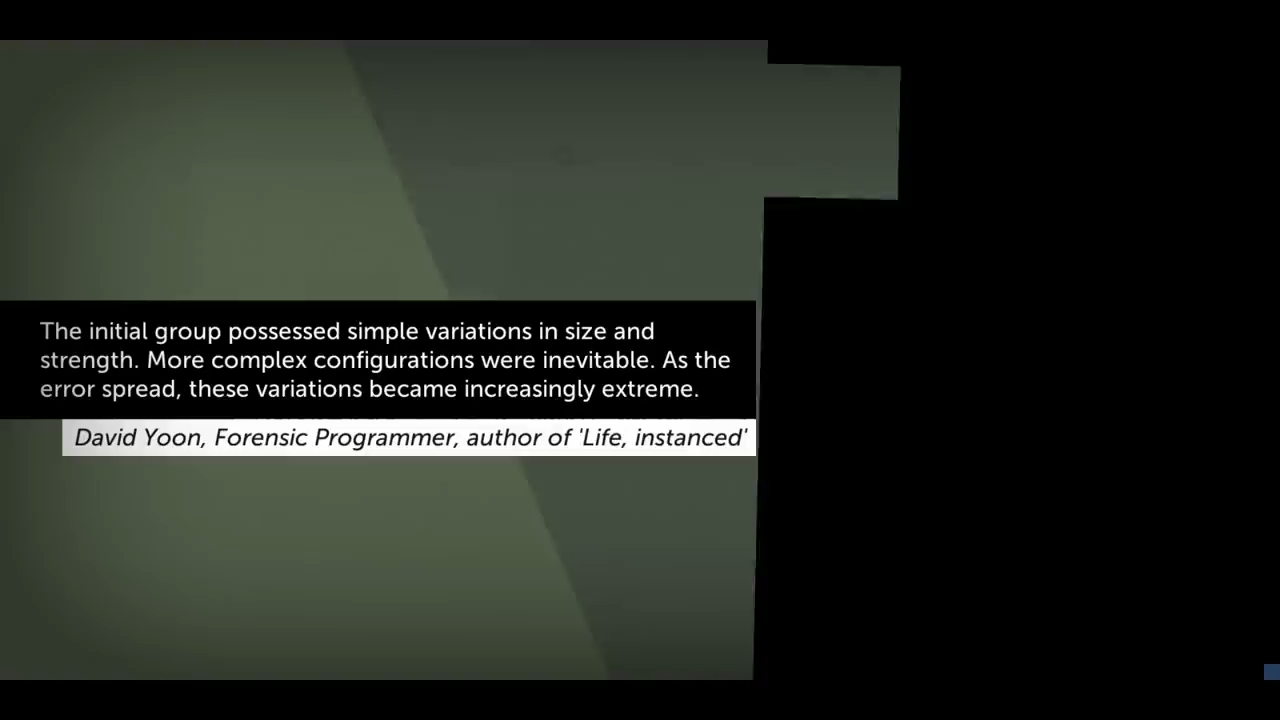 The initial group possessed simple variations in size and
strength. More complex configurations were inevitable. As the
error spread, these variations became increasingly extreme.
David Yoon, Forensic Programmer, author of 'Life, instanced'